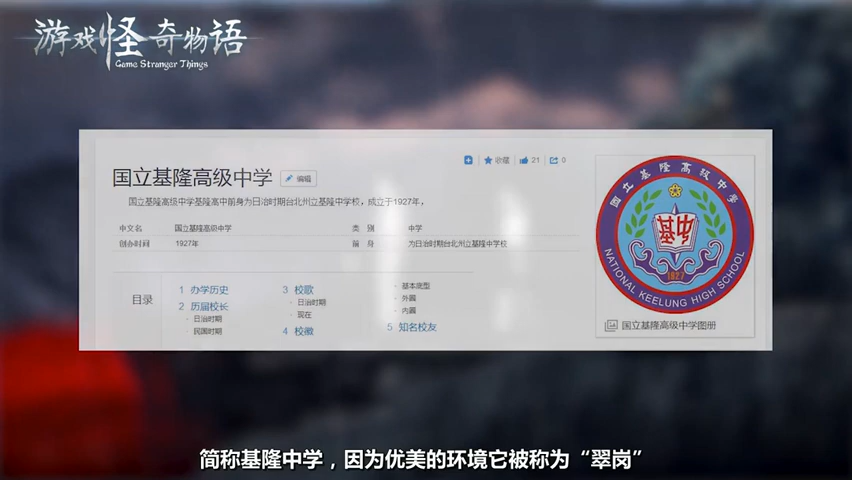 游戏怪奇物语
Game Stranger Things
收藏 21 0
国立基隆高级中学 编辑
国立基隆高级中学基隆高中前身为日治时期台北州立基隆中学校，成立于1927年，
中文名 国立基隆高级中学 类别 中学
创办时间 1927年 前身 为日治时期台北州立基隆中学校
目录
1 办学历史
2 历届校长
· 日治时期
· 民国时期
3 校歌
· 日治时期
· 现在
4 校徽
· 基本类型
· 外圈
· 内圈
5 知名校友
国立基隆高级中学
基中
1927
NATIONAL KEELUNG HIGH SCHOOL
国立基隆高级中学图册
简称基隆中学，因为优美的环境它被称为“翠岗”